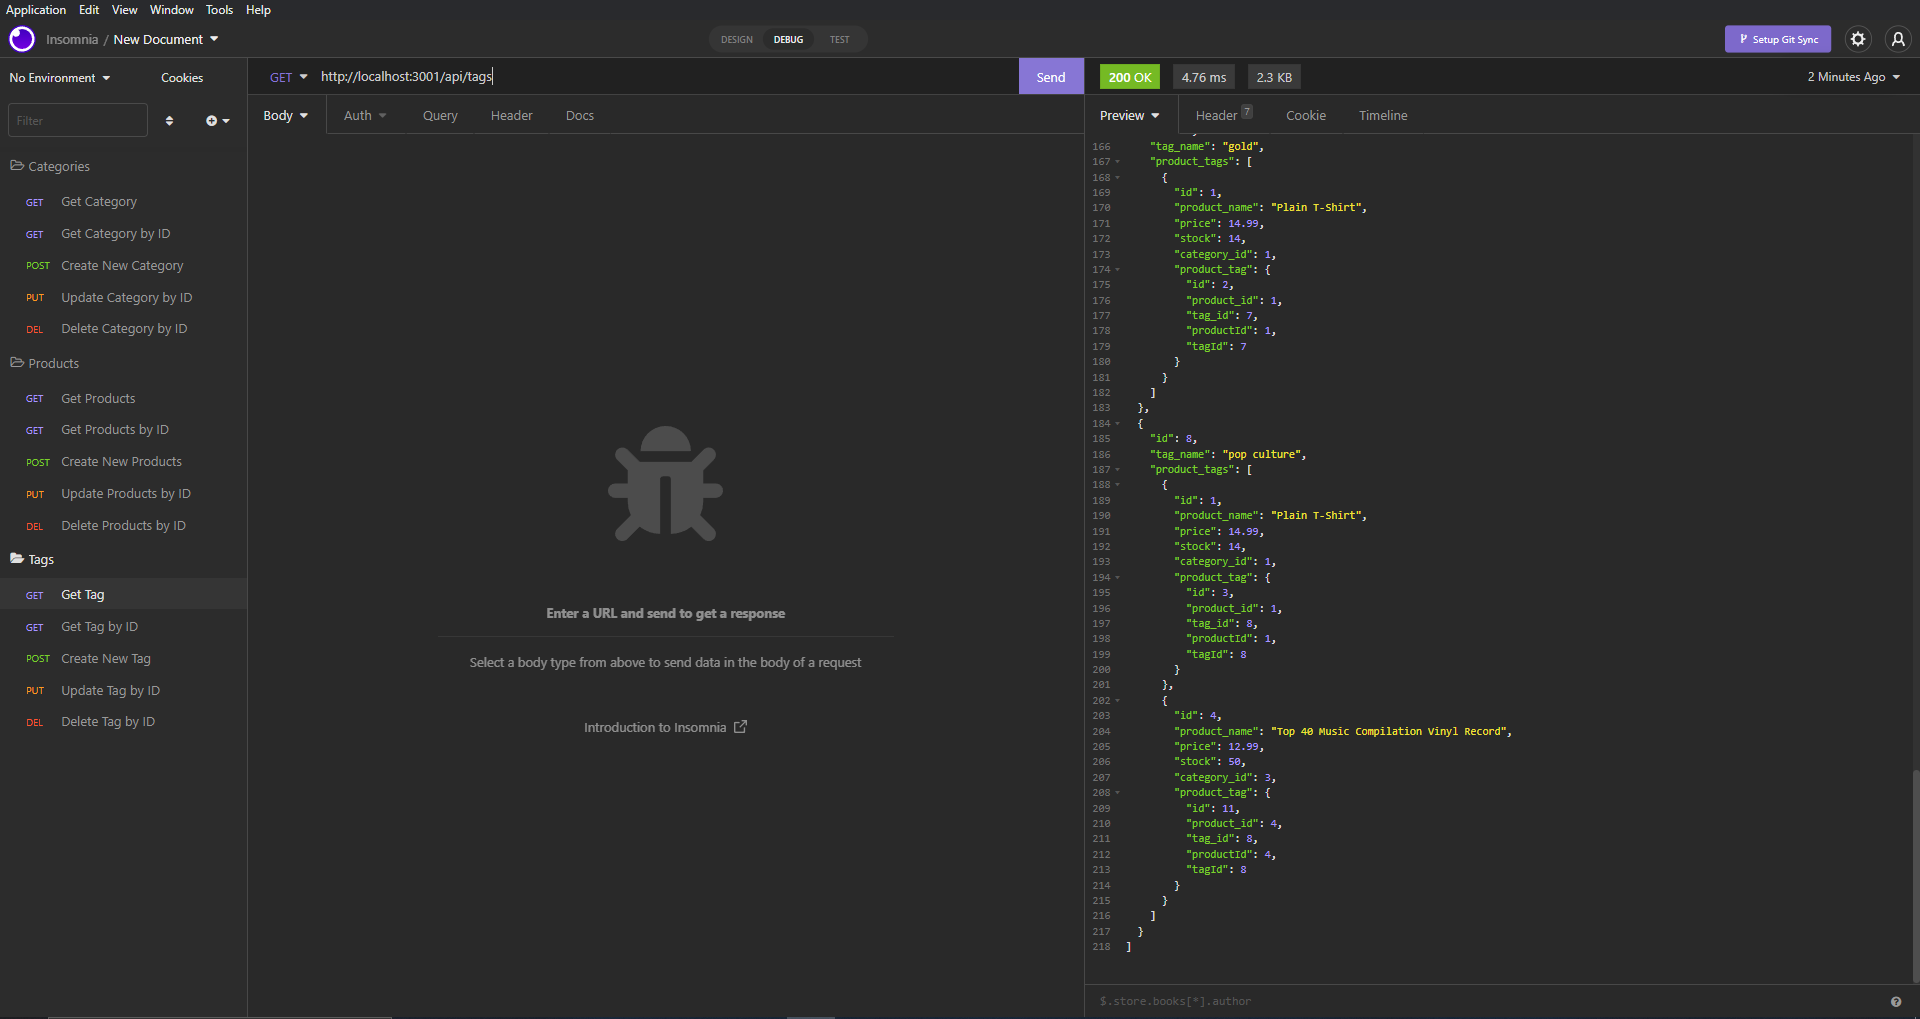 Application Edit View Window Tools Help
Insomnia / New Document
DESIGN DEBUG TEST
Setup Git Sync
No Environment Cookies
Filter
Categories
GET Get Category
GET Get Category by ID
POST Create New Category
PUT Update Category by ID
DEL Delete Category by ID
Products
GET Get Products
GET Get Products by ID
POST Create New Products
PUT Update Products by ID
DEL Delete Products by ID
Tags
GET Get Tag
GET Get Tag by ID
POST Create New Tag
PUT Update Tag by ID
DEL Delete Tag by ID
GET http://localhost:3001/api/tags Send
Body Auth Query Header Docs
Enter a URL and send to get a response
Select a body type from above to send data in the body of a request
Introduction to Insomnia
200 OK 4.76 ms 2.3 KB 2 Minutes Ago
Preview Header 7 Cookie Timeline
166 "tag_name": "gold",
167 "product_tags": [
168 {
169 "id": 1,
170 "product_name": "Plain T-Shirt",
171 "price": 14.99,
172 "stock": 14,
173 "category_id": 1,
174 "product_tag": {
175 "id": 2,
176 "product_id": 1,
177 "tag_id": 7,
178 "productId": 1,
179 "tagId": 7
180 }
181 }
182 ]
183 },
184 {
185 "id": 8,
186 "tag_name": "pop culture",
187 "product_tags": [
188 {
189 "id": 1,
190 "product_name": "Plain T-Shirt",
191 "price": 14.99,
192 "stock": 14,
193 "category_id": 1,
194 "product_tag": {
195 "id": 3,
196 "product_id": 1,
197 "tag_id": 8,
198 "productId": 1,
199 "tagId": 8
200 }
201 },
202 {
203 "id": 4,
204 "product_name": "Top 40 Music Compilation Vinyl Record",
205 "price": 12.99,
206 "stock": 50,
207 "category_id": 3,
208 "product_tag": {
209 "id": 11,
210 "product_id": 4,
211 "tag_id": 8,
212 "productId": 4,
213 "tagId": 8
214 }
215 }
216 ]
217 }
218 ]
$.store.books[*].author